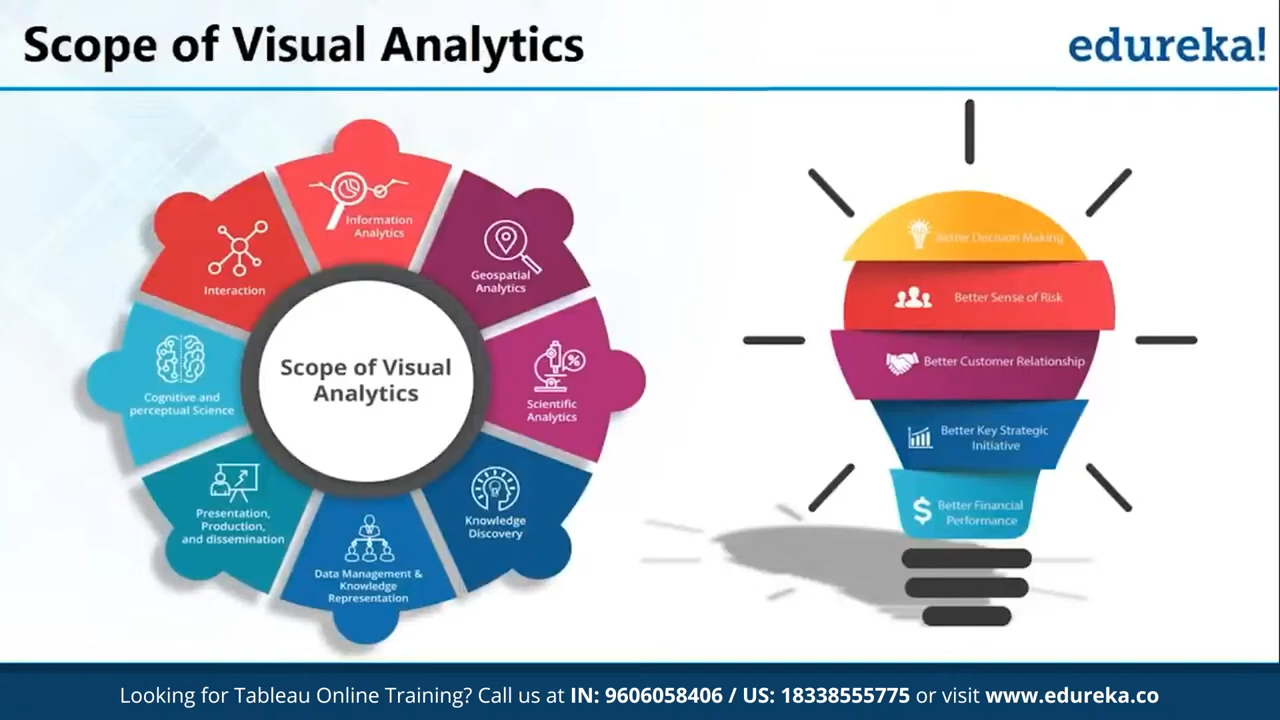 Scope of Visual Analytics
edureka!
Information
Analytics
Geospatial
Analytics
Scientific
Analytics
Knowledge
Discovery
Data Management &
Knowledge
Representation
Presentation,
Production,
and dissemination
Cognitive and
perceptual Science
Interaction
Scope of Visual
Analytics
Better Decision Making
Better Sense of Risk
Better Customer Relationship
Better Key Strategic
Initiative
$
Better Financial
Performance
%
Looking for Tableau Online Training? Call us at IN: 9606058406 / US: 18338555775 or visit www.edureka.co